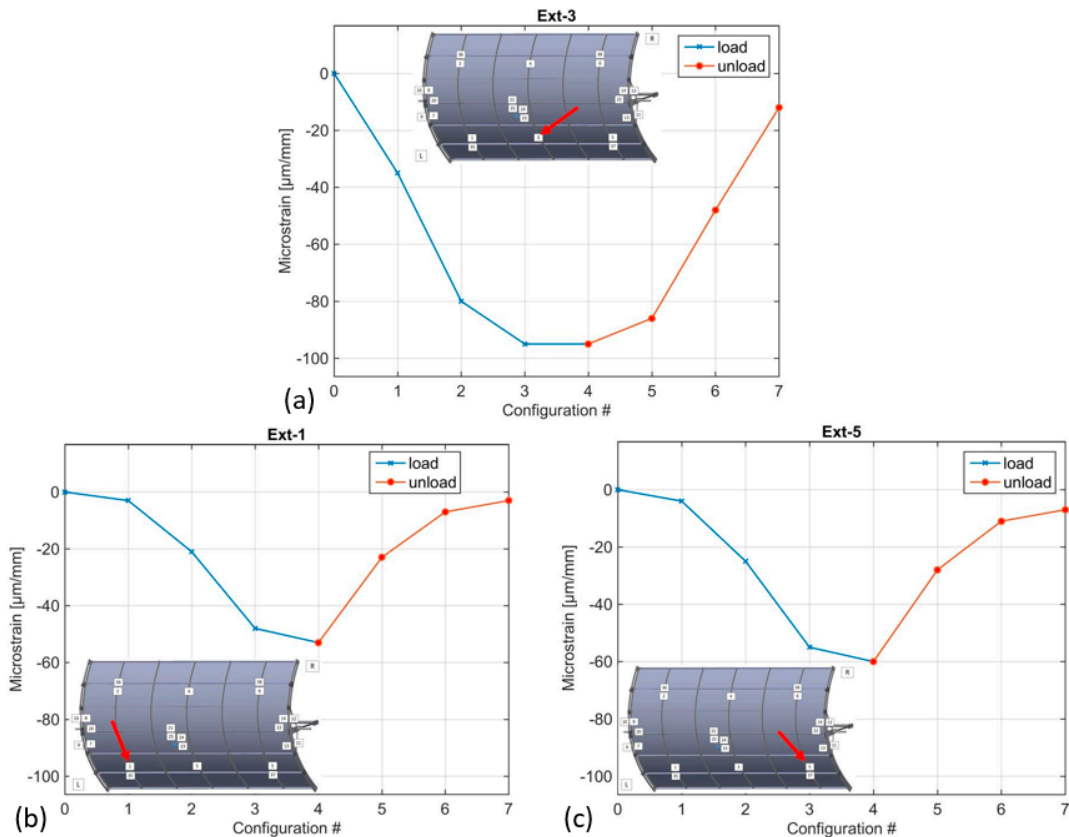 Ext-3
load
unload
R
L
0
-20
-40
-60
-80
-100
Microstrain [μm/mm]
0 1 2 3 4 5 6 7
Configuration #
(a)
Ext-1
load
unload
R
L
0
-20
-40
-60
-80
-100
Microstrain [μm/mm]
0 1 2 3 4 5 6 7
Configuration #
(b)
Ext-5
load
unload
R
L
0
-20
-40
-60
-80
-100
Microstrain [μm/mm]
0 1 2 3 4 5 6 7
Configuration #
(c)